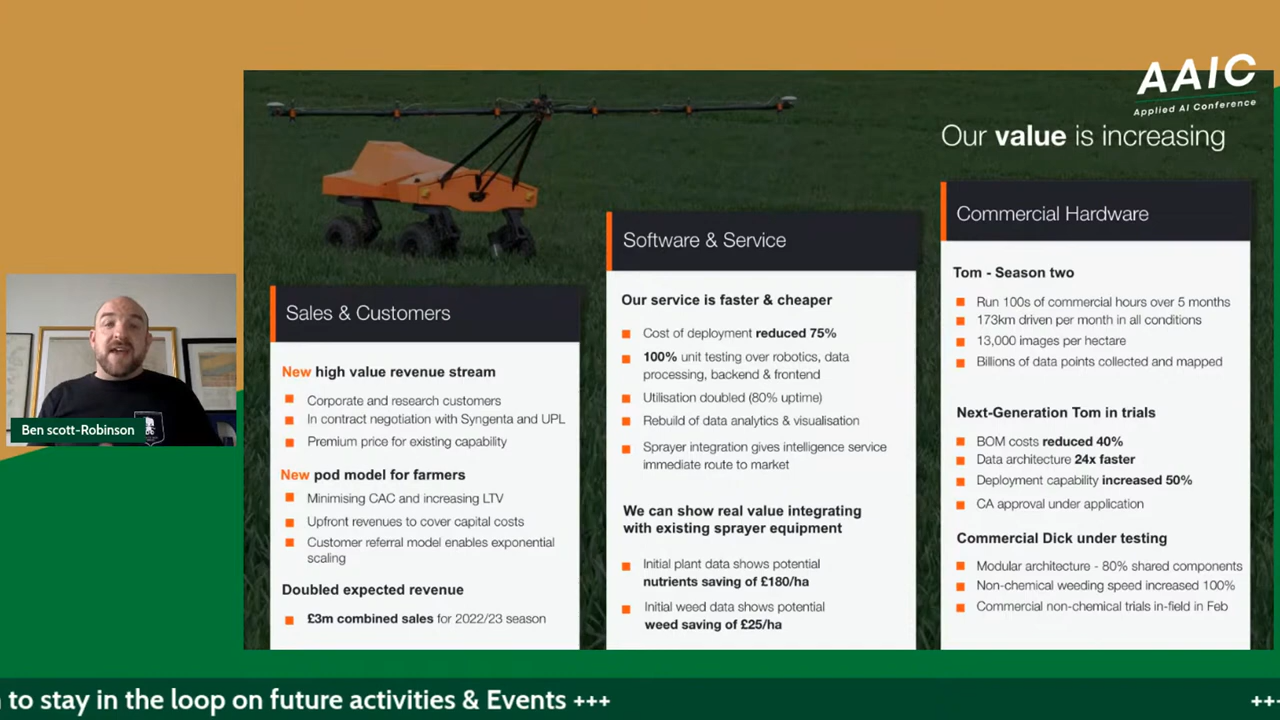 AAIC
Applied AI Conference
Our value is increasing
Sales & Customers
New high value revenue stream
Corporate and research customers
In contract negotiation with Syngenta and UPL
Premium price for existing capability
New pod model for farmers
Minimising CAC and increasing LTV
Upfront revenues to cover capital costs
Customer referral model enables exponential
scaling
Doubled expected revenue
£3m combined sales for 2022/23 season
Software & Service
Our service is faster & cheaper
Cost of deployment reduced 75%
100% unit testing over robotics, data
processing, backend & frontend
Utilisation doubled (80% uptime)
Rebuild of data analytics & visualisation
Sprayer integration gives intelligence service
immediate route to market
We can show real value integrating
with existing sprayer equipment
Initial plant data shows potential
nutrients saving of £180/ha
Initial weed data shows potential
weed saving of £25/ha
Commercial Hardware
Tom - Season two
Run 100s of commercial hours over 5 months
173km driven per month in all conditions
13,000 images per hectare
Billions of data points collected and mapped
Next-Generation Tom in trials
BOM costs reduced 40%
Data architecture 24x faster
Deployment capability increased 50%
CA approval under application
Commercial Dick under testing
Modular architecture - 80% shared components
Non-chemical weeding speed increased 100%
Commercial non-chemical trials in-field in Feb
Ben scott-Robinson
to stay in the loop on future activities & Events +++
++